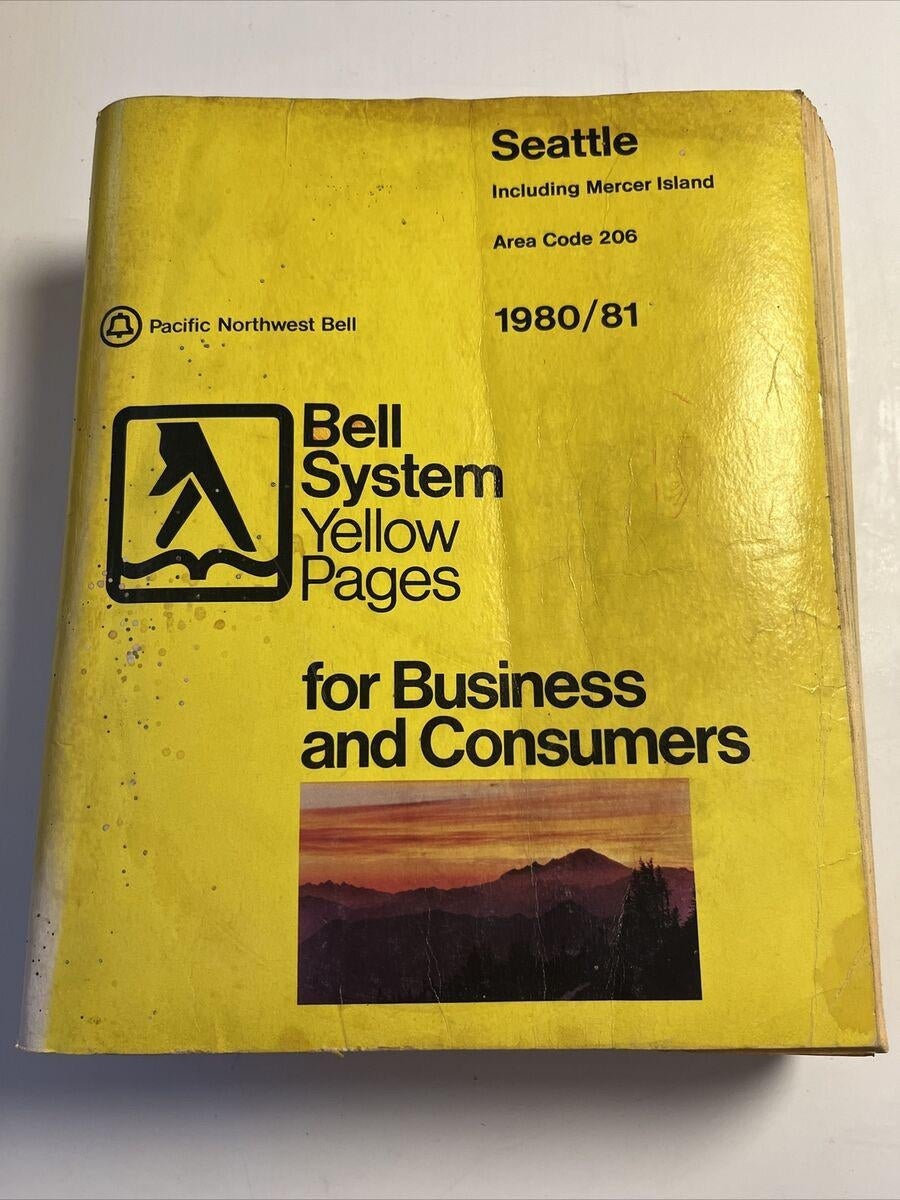 Seattle
Including Mercer Island
Area Code 206
1980/81
Pacific Northwest Bell
Bell
System
Yellow
Pages
for Business
and Consumers